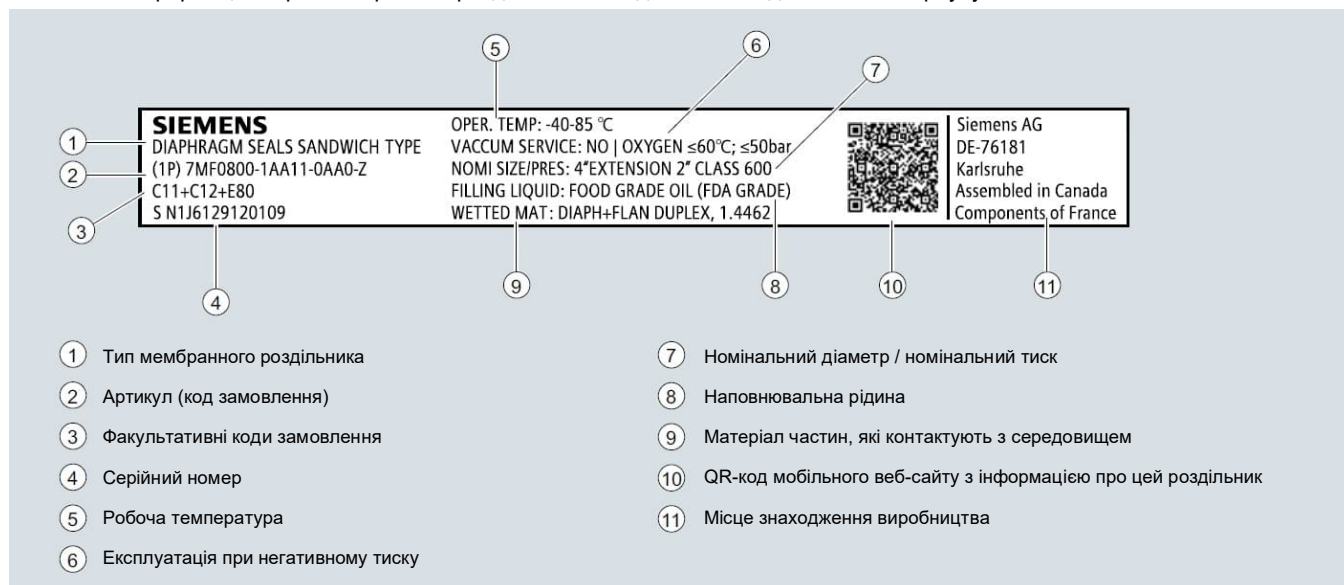 5
6
7
SIEMENS
DIAPHRAGM SEALS SANDWICH TYPE
(1P) 7MF0800-1AA11-0AA0-Z
C11+C12+E80
S N1J6129120109
OPER. TEMP: -40-85 ℃
VACCUM SERVICE: NO | OXYGEN ≤60℃; ≤50bar
NOMI SIZE/PRES: 4"EXTENSION 2" CLASS 600
FILLING LIQUID: FOOD GRADE OIL (FDA GRADE)
WETTED MAT: DIAPH+FLAN DUPLEX, 1.4462
Siemens AG
DE-76181
Karlsruhe
Assembled in Canada
Components of France
1
2
3
4
9
8
10
11
1 Тип мембранного роздільника
2 Артикул (код замовлення)
3 Факультативні коди замовлення
4 Серійний номер
5 Робоча температура
6 Експлуатація при негативному тиску
7 Номінальний діаметр / номінальний тиск
8 Наповнювальна рідина
9 Матеріал частин, які контактують з середовищем
10 QR-код мобільного веб-сайту з інформацією про цей роздільник
11 Місце знаходження виробництва